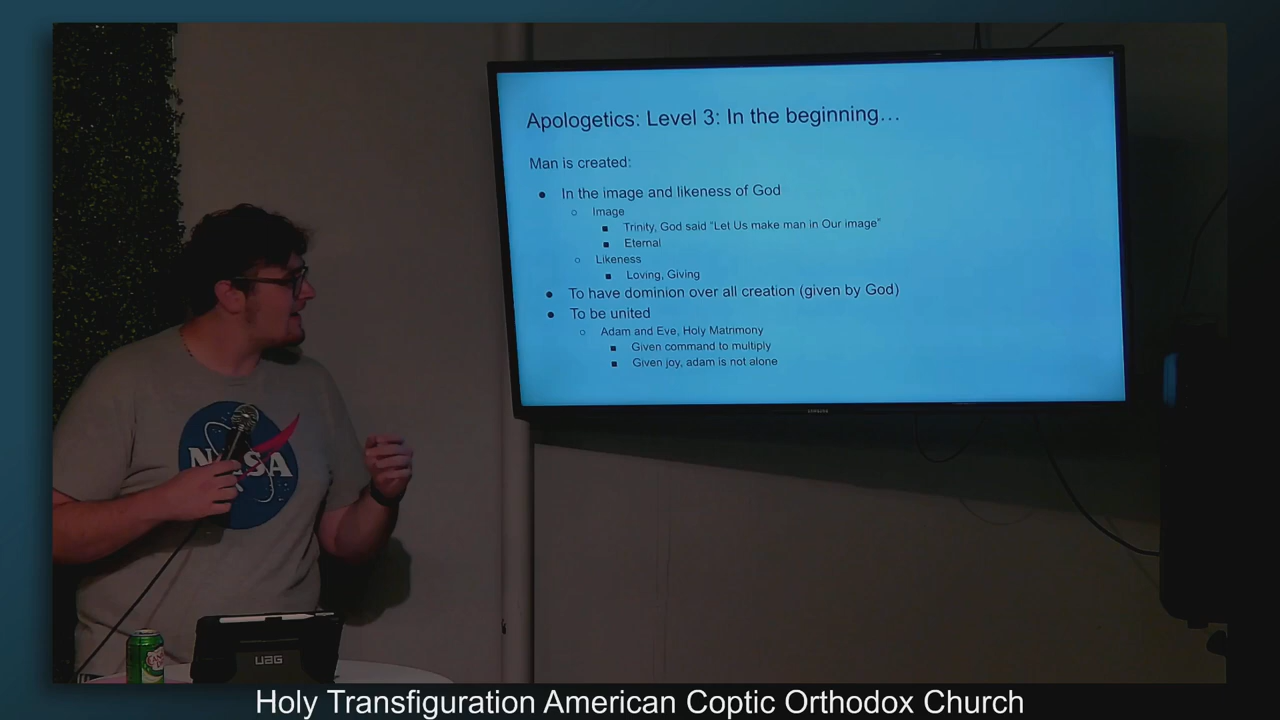 Apologetics: Level 3: In the beginning…
Man is created:
● In the image and likeness of God
○ Image
■ Trinity, God said “Let Us make man in Our image”
■ Eternal
○ Likeness
■ Loving, Giving
● To have dominion over all creation (given by God)
● To be united
○ Adam and Eve, Holy Matrimony
■ Given command to multiply
■ Given joy, adam is not alone
SAMSUNG
NASA
UAG
Holy Transfiguration American Coptic Orthodox Church